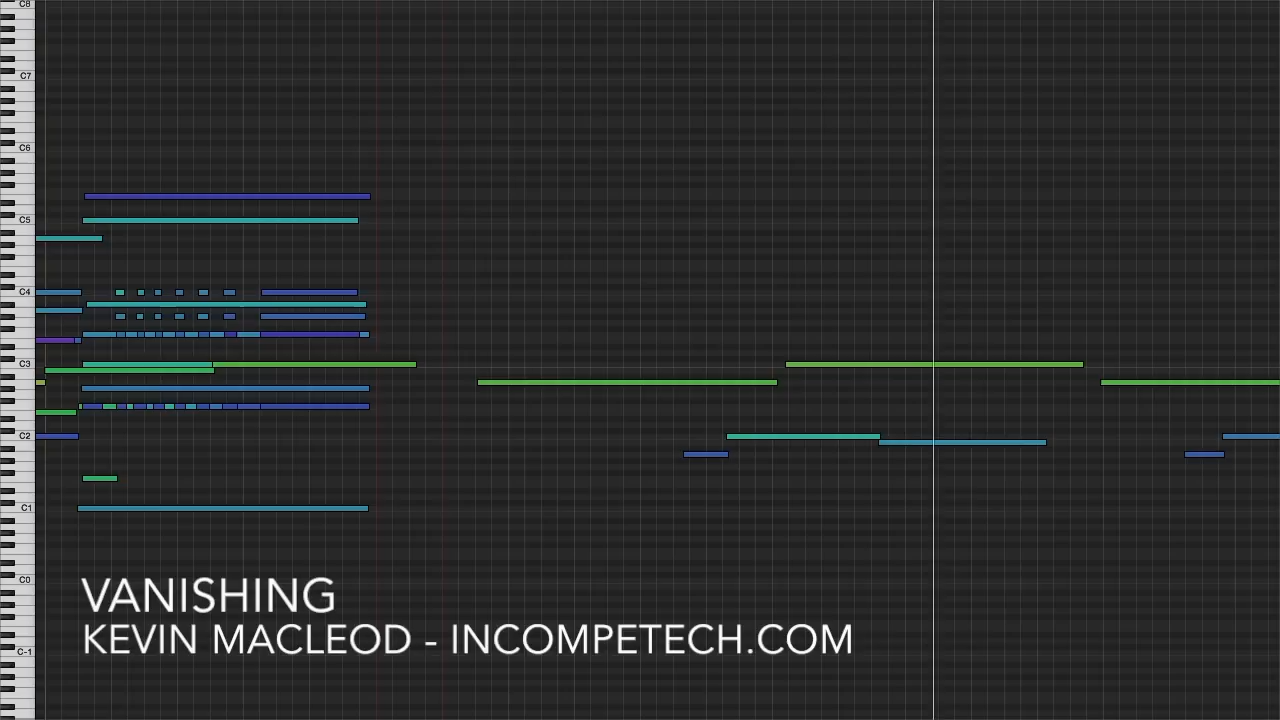 C8
C7
C6
C5
C4
C3
C2
C1
C0
C-1
VANISHING
KEVIN MACLEOD - INCOMPETECH.COM